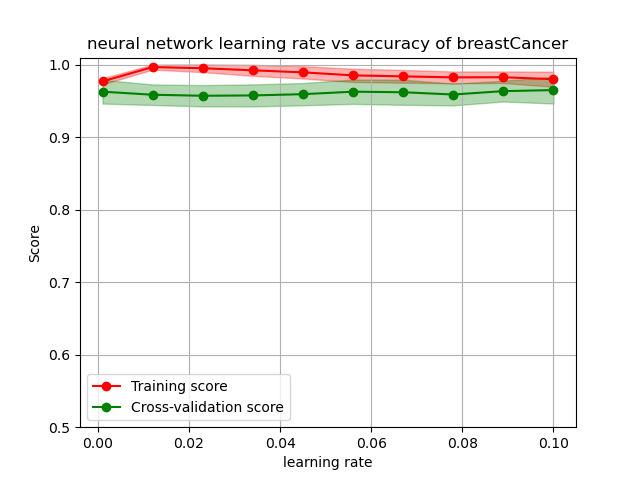 neural network learning rate vs accuracy of breastCancer
1.0
0.9
0.8
0.7
0.6
0.5
Score
Training score
Cross-validation score
0.00 0.02 0.04 0.06 0.08 0.10
learning rate